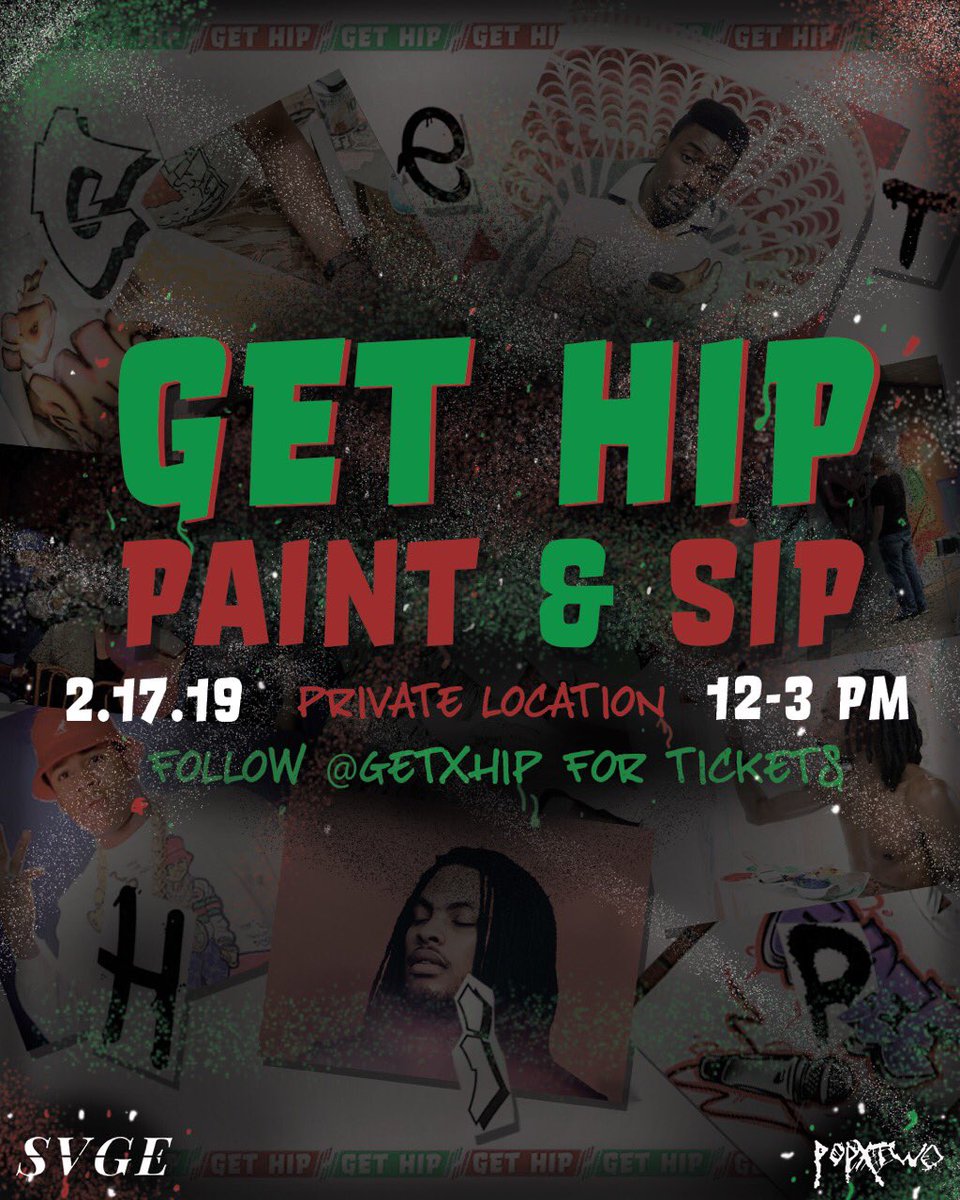 GET HIP GET HIP GET HIP GET HIP
G e T
GET HIP
PAINT & SIP
2.17.19 PRIVATE LOCATION 12-3 PM
FOLLOW @GETXHIP FOR TICKETS
H i P
SVGE GET HIP GET HIP GET HIP GET HIP GET POPXTWO